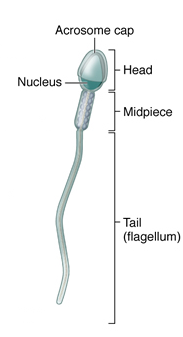 Acrosome cap
Head
Nucleus
Midpiece
Tail
(flagellum)